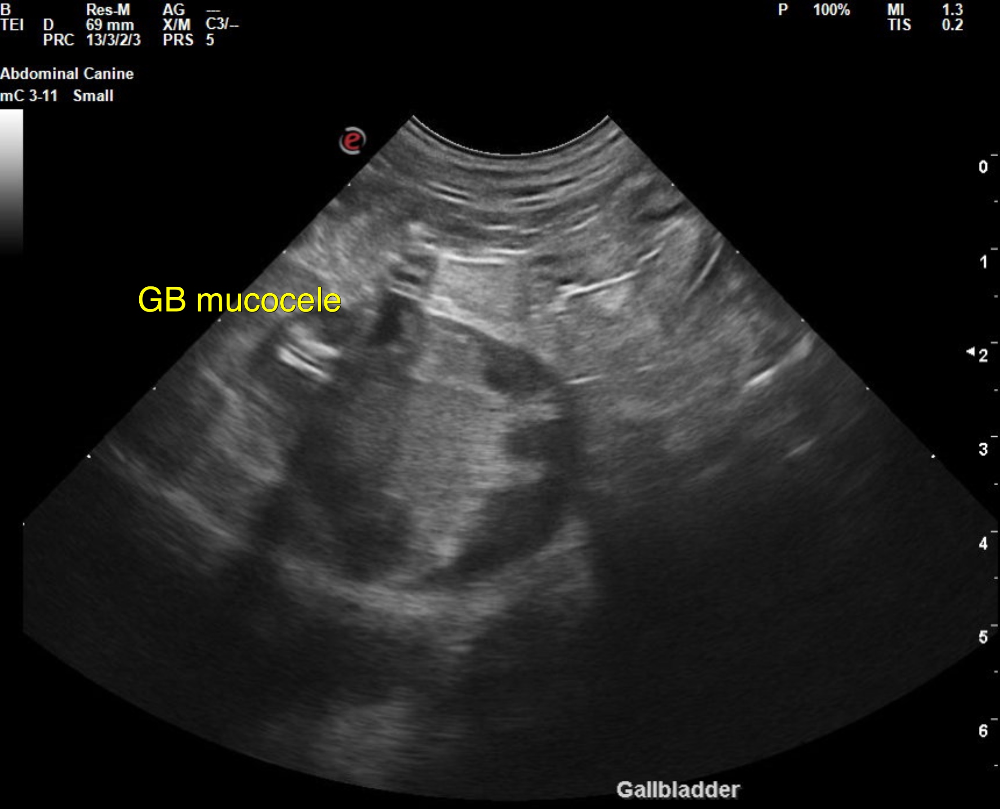 B Res-M AG --- P 100% MI 1.3
TEI D 69 mm X/M C3/-- TIS 0.2
PRC 13/3/2/3 PRS 5
Abdominal Canine
mC 3-11 Small
e
0
1
GB mucocele
2
3
4
5
6
Gallbladder